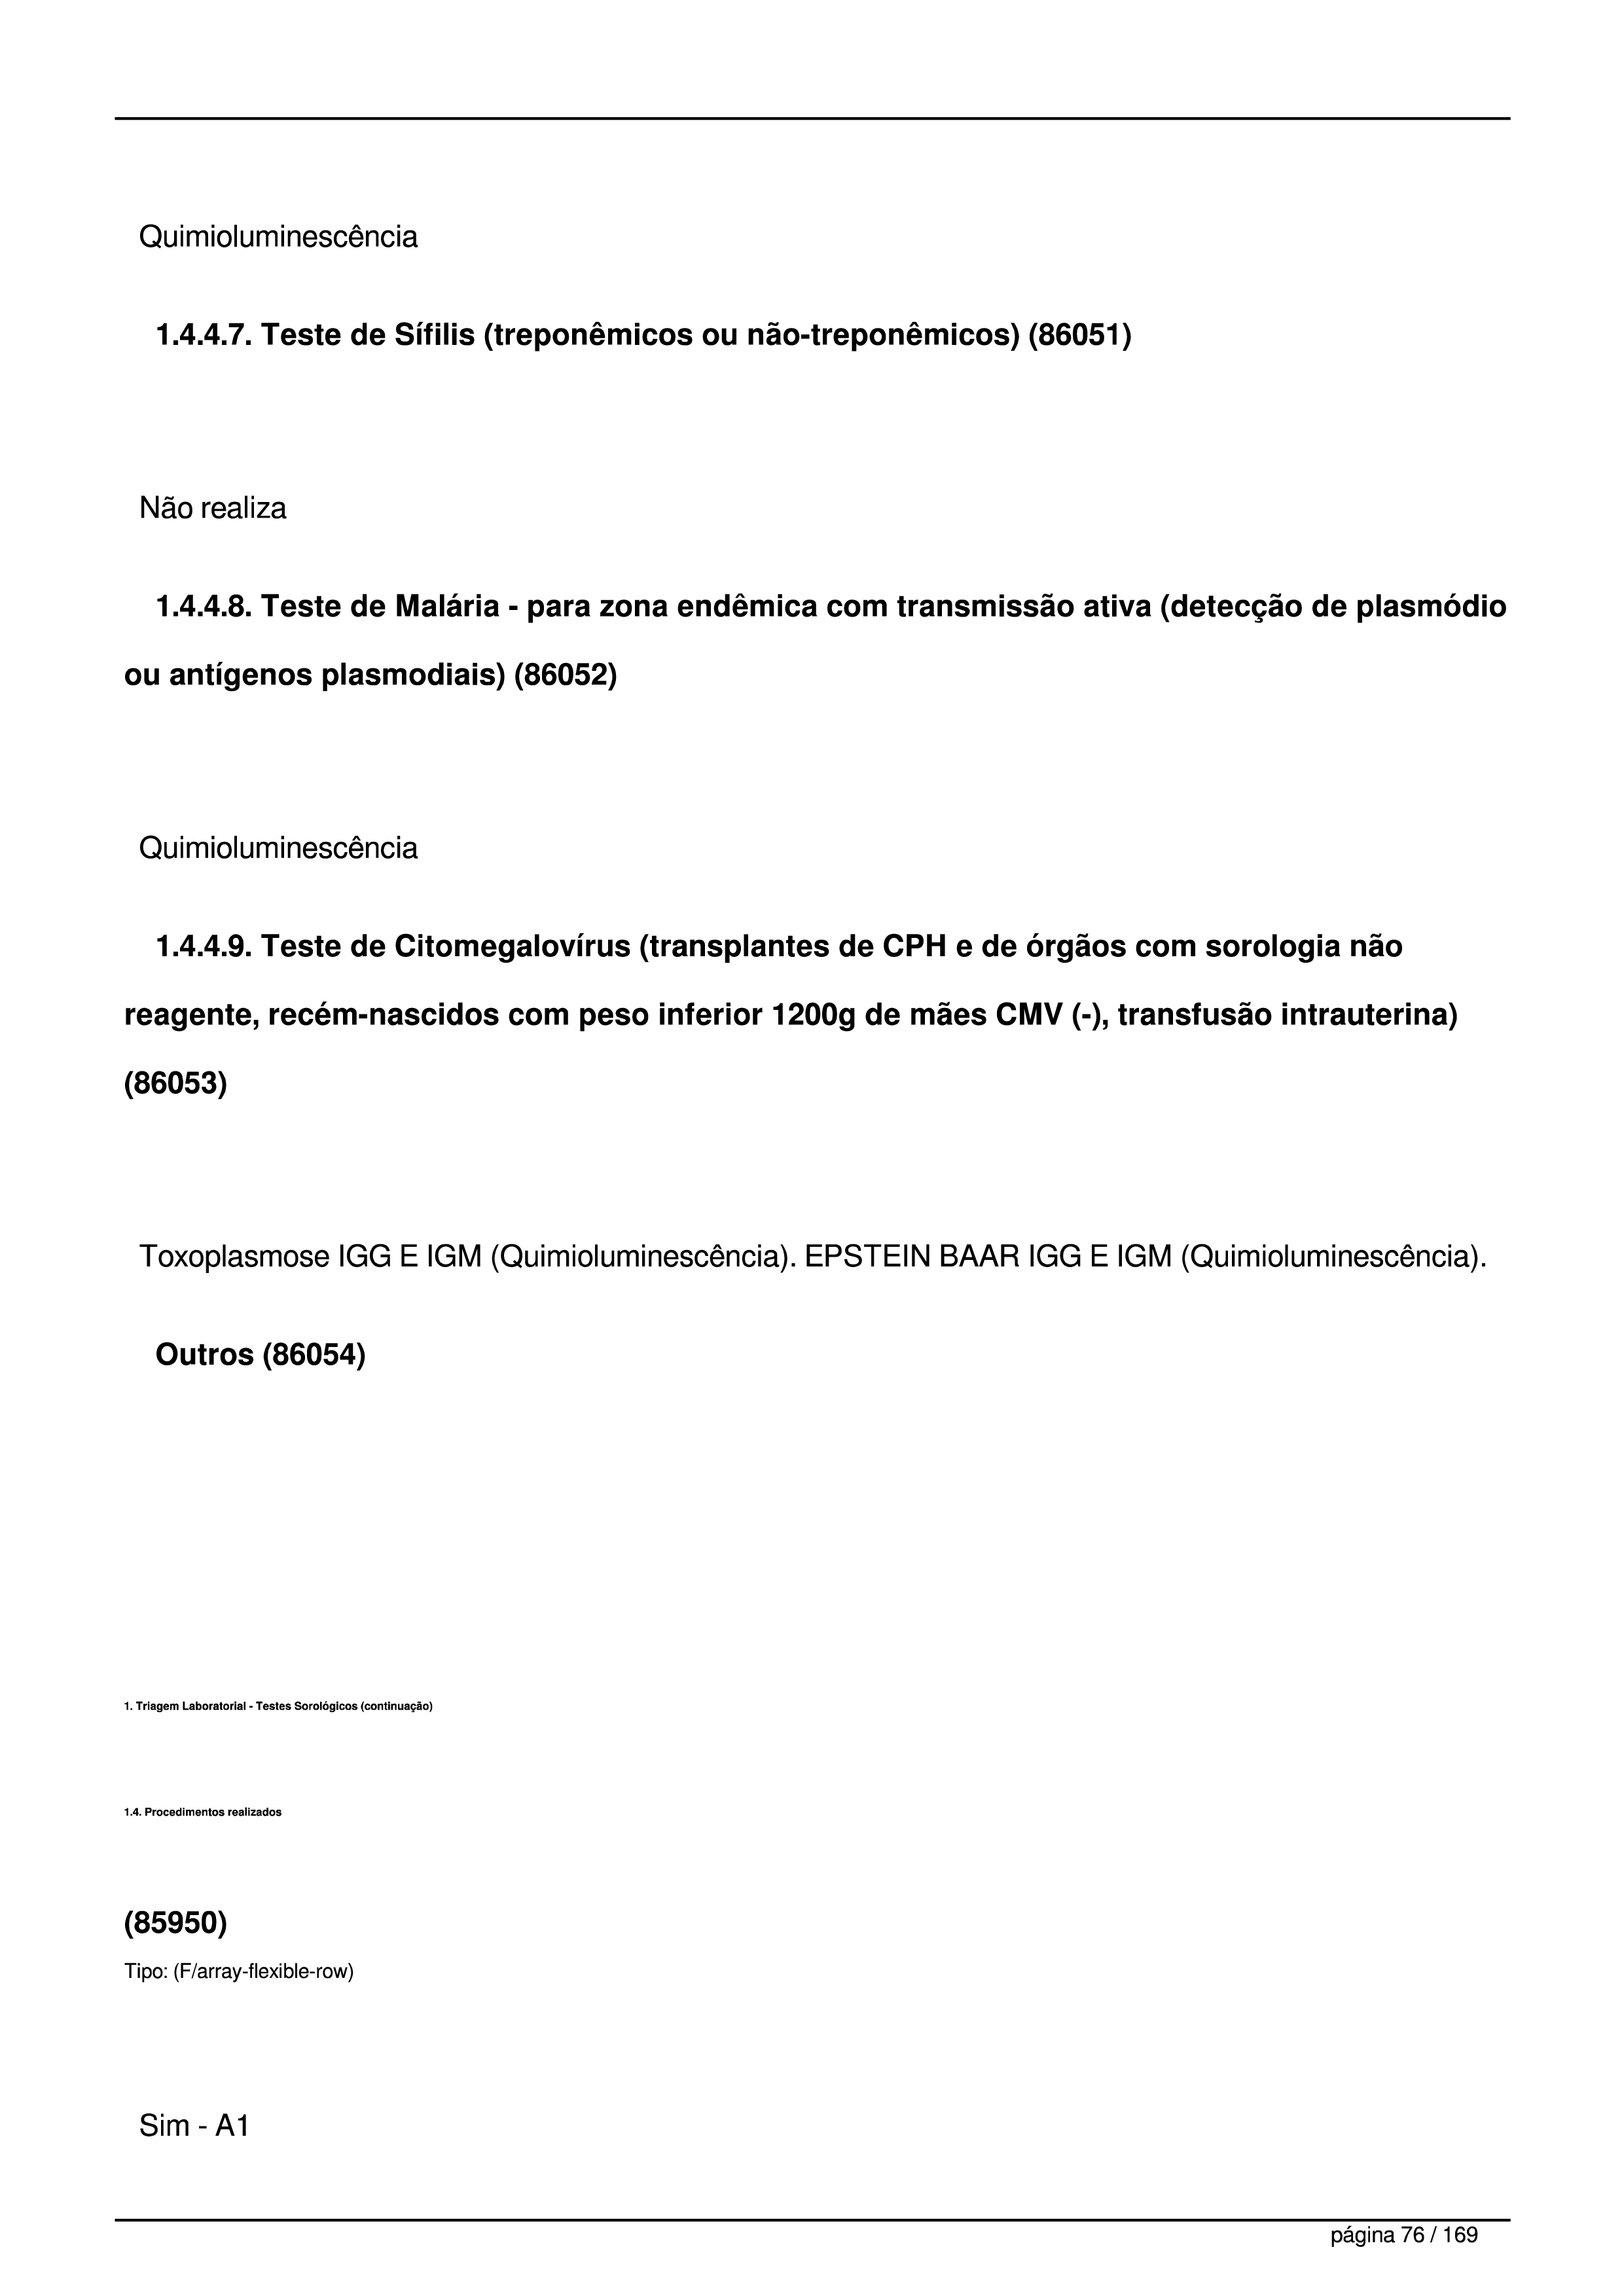 Quimioluminescência
1.4.4.7. Teste de Sífilis (treponêmicos ou não-treponêmicos) (86051)
Não realiza
1.4.4.8. Teste de Malária - para zona endêmica com transmissão ativa (detecção de plasmódio
ou antígenos plasmodiais) (86052)
Quimioluminescência
1.4.4.9. Teste de Citomegalovírus (transplantes de CPH e de órgãos com sorologia não
reagente, recém-nascidos com peso inferior 1200g de mães CMV (-), transfusão intrauterina)
(86053)
Toxoplasmose IGG E IGM (Quimioluminescência). EPSTEIN BAAR IGG E IGM (Quimioluminescência).
Outros (86054)
1. Triagem Laboratorial - Testes Sorológicos (continuação)
1.4. Procedimentos realizados
(85950)
Tipo: (F/array-flexible-row)
Sim - A1
página 76 / 169